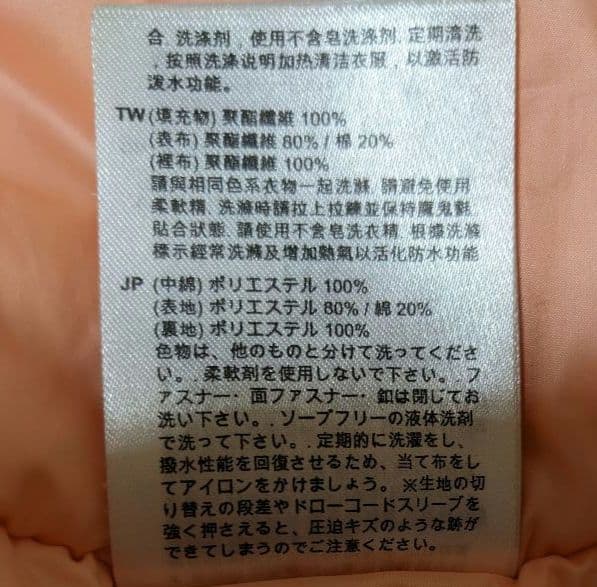 合. 洗涤剂，使用不含皂洗涤剂. 定期清洗
, 按照洗涤说明加热清洁衣服，以激活防
泼水功能。
TW (填充物) 聚酯纖維 100%
(表布) 聚酯纖維 80% / 棉 20%
(裡布) 聚酯纖維 100%
請與相同色系衣物一起洗滌. 請避免使用
柔軟精. 洗滌時請拉上拉鍊並保持魔鬼氈
貼合狀態. 請使用不含皂洗衣精. 根據洗滌
標示經常洗滌及增加熱氣以活化防水功能
JP (中綿) ポリエステル 100%
(表地) ポリエステル 80% / 綿 20%
(裏地) ポリエステル 100%
色物は、他のものと分けて洗ってくださ
い。. 柔軟剤を使用しないで下さい。 フ
ァスナー・面ファスナー・釦は閉じてお
洗い下さい。. ソープフリーの液体洗剤
で洗って下さい。. 定期的に洗濯をし、
撥水性能を回復させるため、当て布をし
てアイロンをかけましょう。 ※生地の切
り替えの段差やドローコードスリーブを
強く押さえると、圧迫キズのような跡が
できてしまうのでご注意ください。